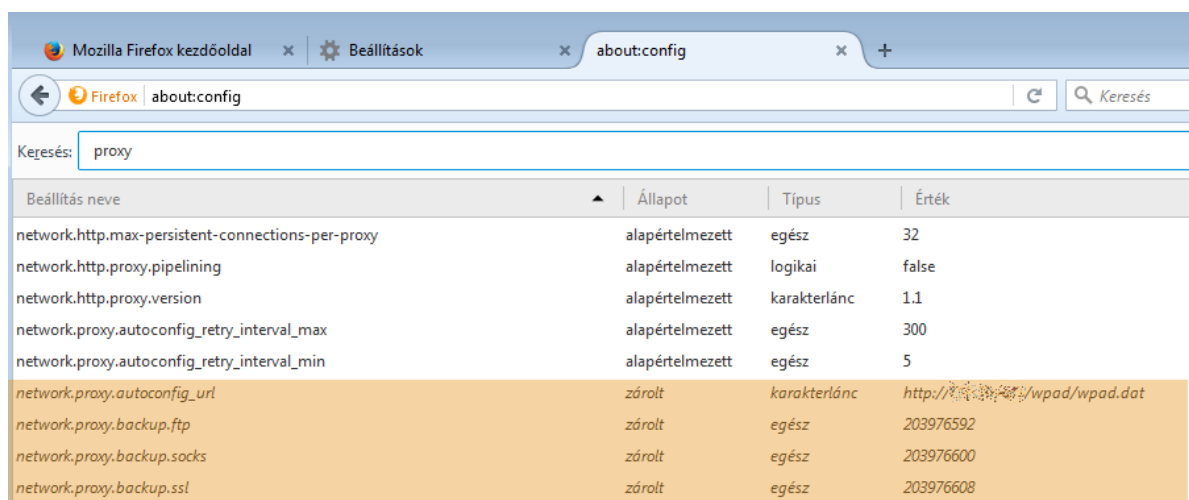 Mozilla Firefox kezdőoldal × Beállítások × about:config × +
Firefox about:config Keresés
Keresés: proxy
Beállítás neve Állapot Típus Érték
network.http.max-persistent-connections-per-proxy alapértelmezett egész 32
network.http.proxy.pipelining alapértelmezett logikai false
network.http.proxy.version alapértelmezett karakterlánc 1.1
network.proxy.autoconfig_retry_interval_max alapértelmezett egész 300
network.proxy.autoconfig_retry_interval_min alapértelmezett egész 5
network.proxy.autoconfig_url zárolt karakterlánc http:// /wpad/wpad.dat
network.proxy.backup.ftp zárolt egész 203976592
network.proxy.backup.socks zárolt egész 203976600
network.proxy.backup.ssl zárolt egész 203976608